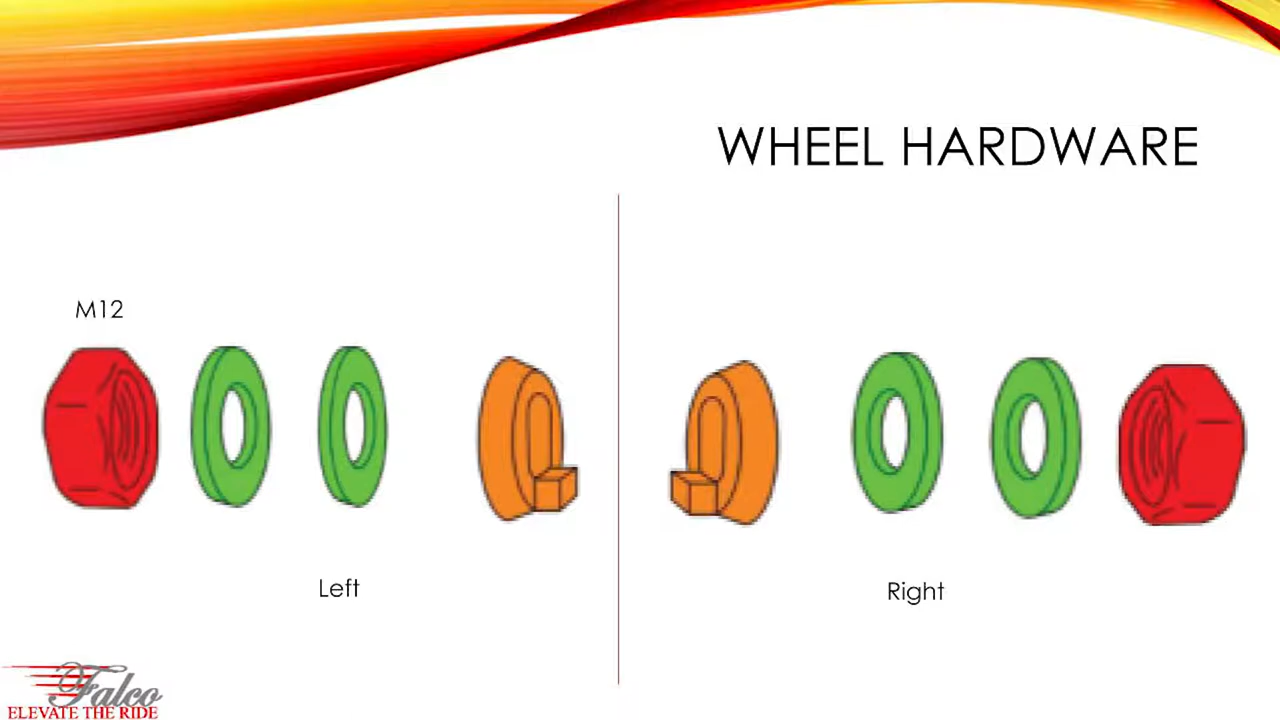 WHEEL HARDWARE
M12
Left
Right
Falco
ELEVATE THE RIDE